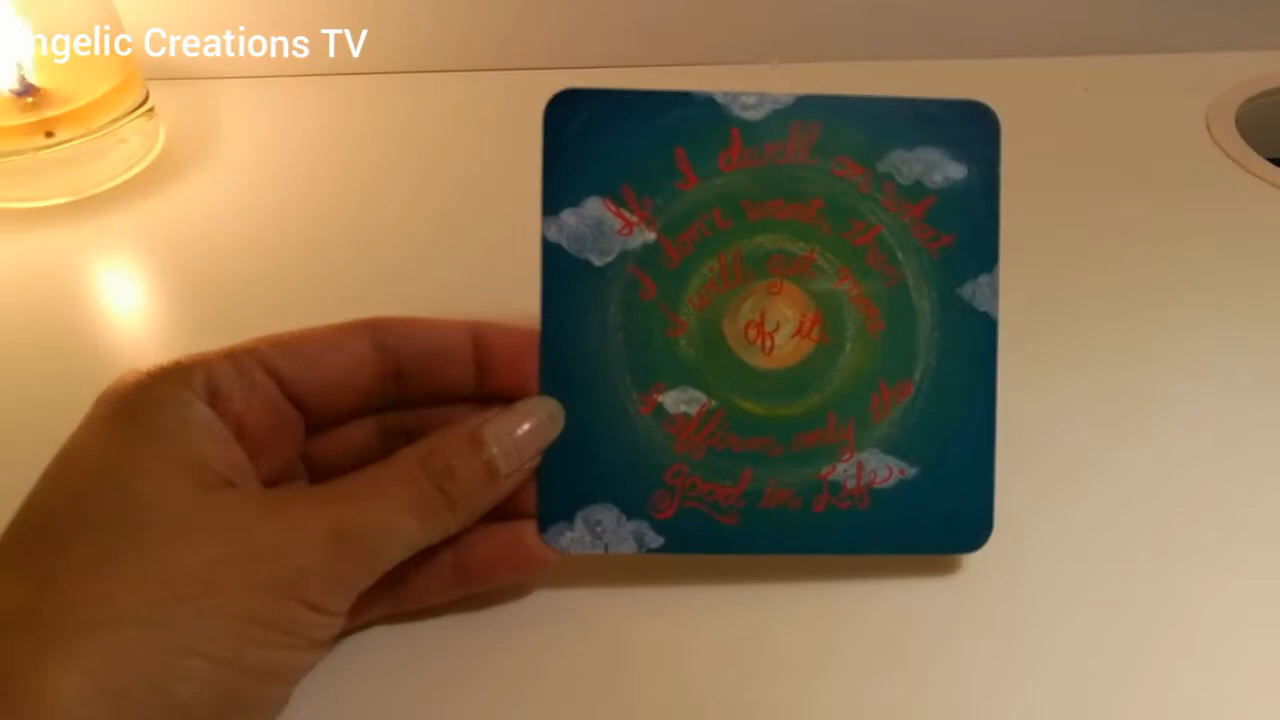 ngelic Creations TV
If I dwell on what
I don't want, then
I will get more
of it.
I affirm only the
good in Life.